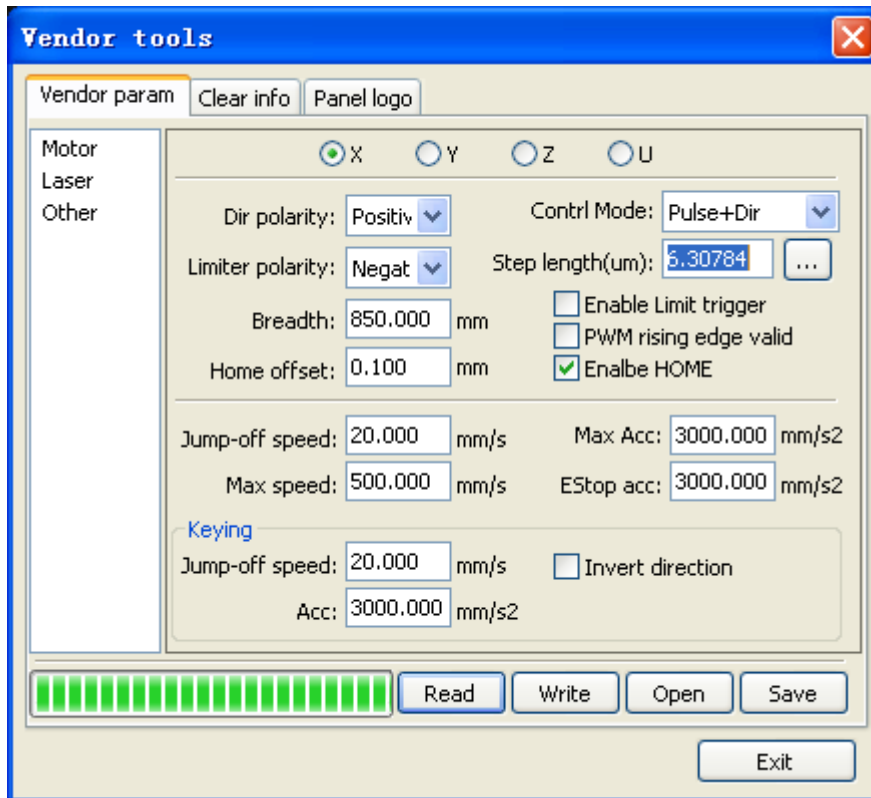 Vendor tools
Vendor param Clear info Panel logo
Motor
Laser
Other
X Y Z U
Dir polarity: Positiv Contrl Mode: Pulse+Dir
Limiter polarity: Negat Step length(um): 6.30784 ...
Breadth: 850.000 mm
Enable Limit trigger
PWM rising edge valid
Home offset: 0.100 mm Enalbe HOME
Jump-off speed: 20.000 mm/s Max Acc: 3000.000 mm/s2
Max speed: 500.000 mm/s EStop acc: 3000.000 mm/s2
Keying
Jump-off speed: 20.000 mm/s Invert direction
Acc: 3000.000 mm/s2
Read Write Open Save
Exit